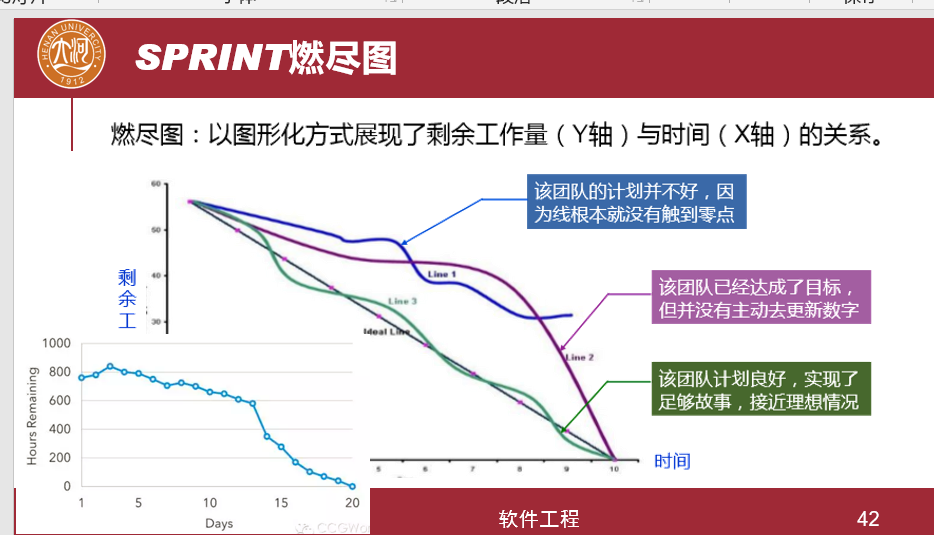 HENAN UNIVERSITY
1912
SPRINT燃尽图
燃尽图：以图形化方式展现了剩余工作量（Y轴）与时间（X轴）的关系。
该团队的计划并不好，因
为线根本就没有触到零点
该团队已经达成了目标，
但并没有主动去更新数字
该团队计划良好，实现了
足够故事，接近理想情况
剩
余
工
60
50
40
30
Line 1
Line 3
Ideal Line
Line 2
5
6
7
8
9
10
时间
1000
800
600
400
200
0
Hours Remaining
1
5
10
15
20
Days
软件工程
42